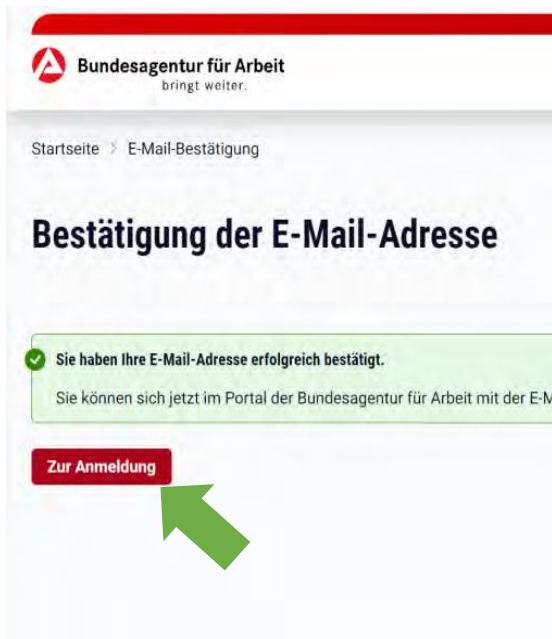 Bundesagentur für Arbeit
bringt weiter.
Startseite > E-Mail-Bestätigung
Bestätigung der E-Mail-Adresse
Sie haben Ihre E-Mail-Adresse erfolgreich bestätigt.
Sie können sich jetzt im Portal der Bundesagentur für Arbeit mit der E-M
Zur Anmeldung